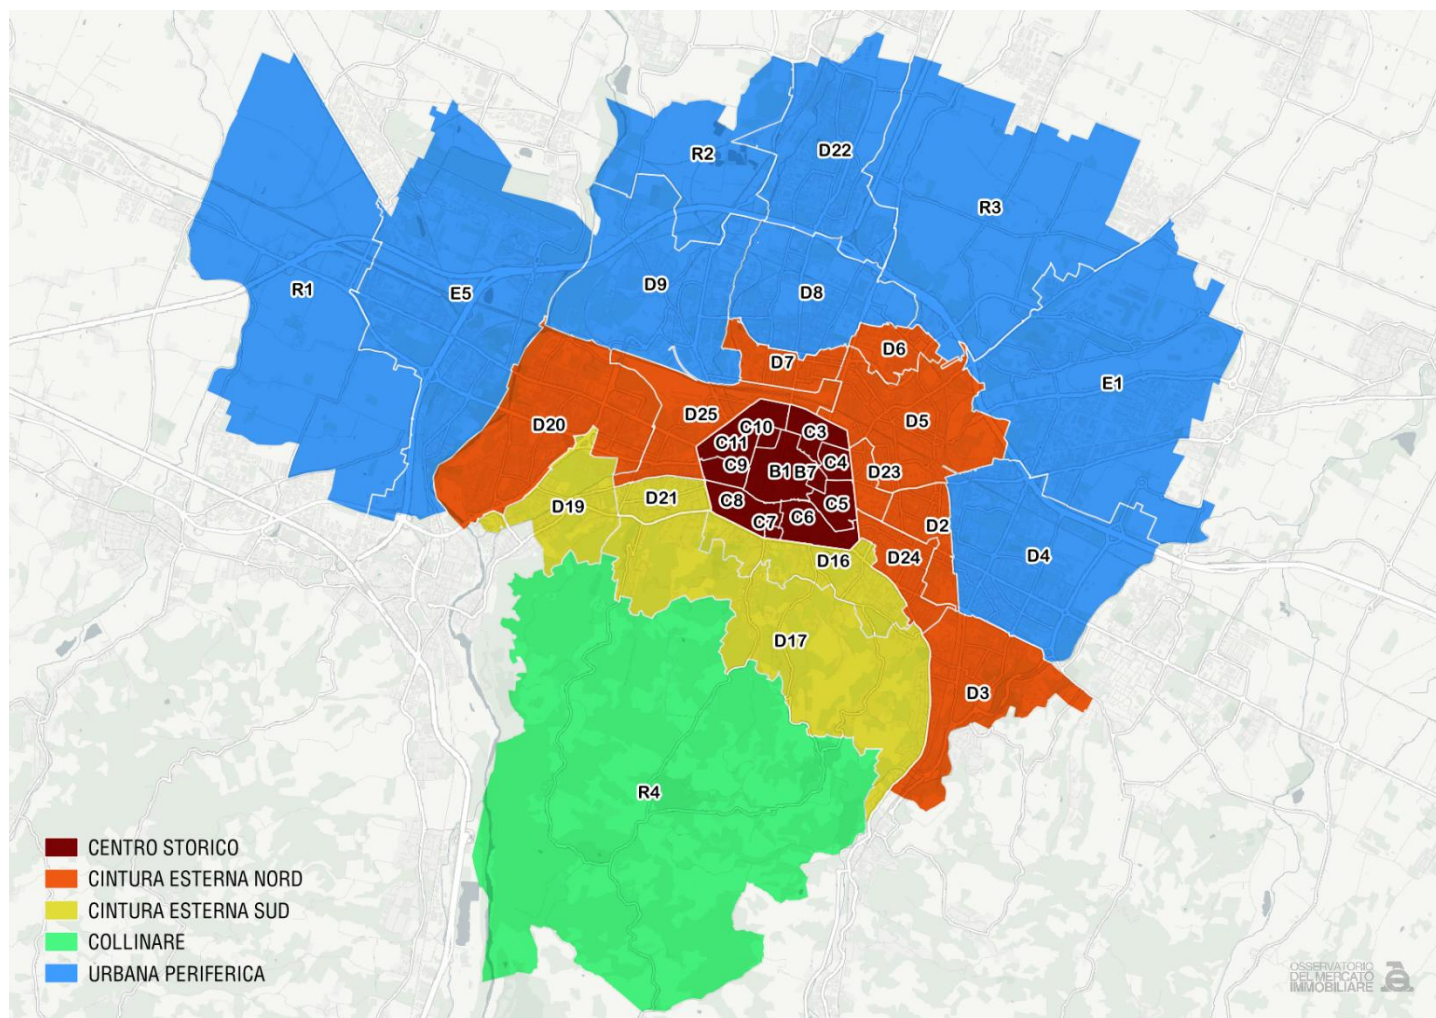 D22
R2
R3
R1
E5
D9
D8
D6
D7
E1
D20
D25
C10
C3
C11
D5
C4
C9
B1
B7
D23
D19
D21
C8
C5
C7
C6
D2
D16
D24
D4
D17
D3
R4
CENTRO STORICO
CINTURA ESTERNA NORD
CINTURA ESTERNA SUD
COLLINARE
URBANA PERIFERICA
OSSERVATORIO
DEL MERCATO
IMMOBILIARE